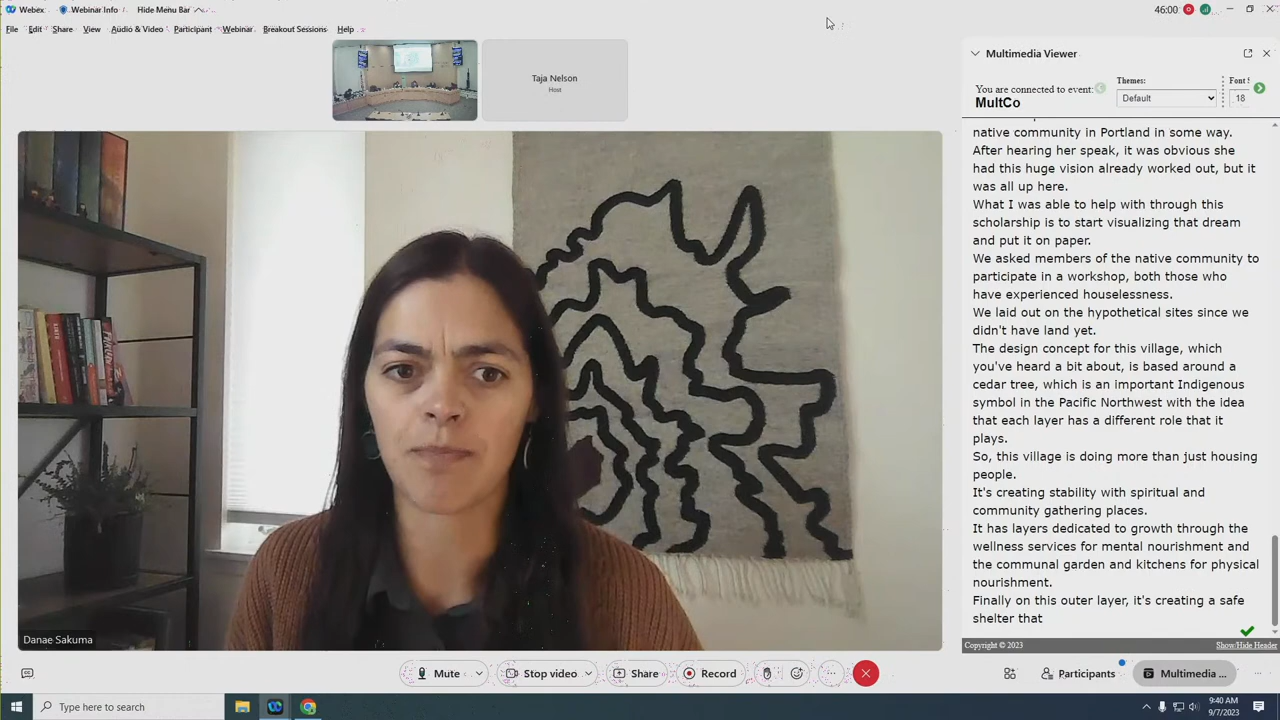 Webex
Webinar Info
Hide Menu Bar
46:00
File
Edit
Share
View
Audio & Video
Participant
Webinar
Breakout Sessions
Help
Taja Nelson
Host
Multimedia Viewer
You are connected to event:
MultCo
Themes:
Default
Font S
18
native community in Portland in some way.
After hearing her speak, it was obvious she
had this huge vision already worked out, but it
was all up here.
What I was able to help with through this
scholarship is to start visualizing that dream
and put it on paper.
We asked members of the native community to
participate in a workshop, both those who
have experienced houselessness.
We laid out on the hypothetical sites since we
didn't have land yet.
The design concept for this village, which
you've heard a bit about, is based around a
cedar tree, which is an important Indigenous
symbol in the Pacific Northwest with the idea
that each layer has a different role that it
plays.
So, this village is doing more than just housing
people.
It's creating stability with spiritual and
community gathering places.
It has layers dedicated to growth through the
wellness services for mental nourishment and
the communal garden and kitchens for physical
nourishment.
Finally on this outer layer, it's creating a safe
shelter that
Copyright © 2023
Show/Hide Header
Danae Sakuma
Mute
Stop video
Share
Record
Participants
Multimedia ...
Type here to search
9:40 AM
9/7/2023